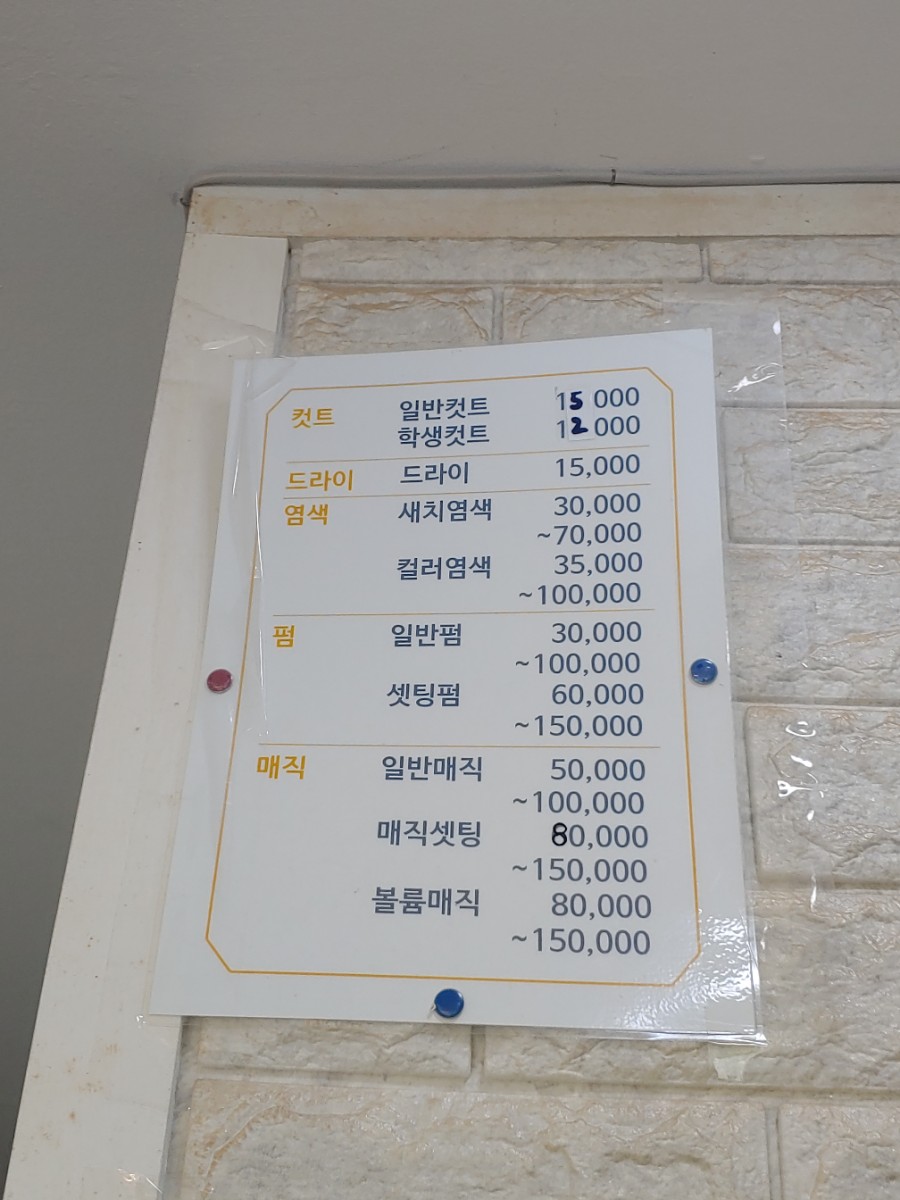 컷트 일반컷트 15 000
학생컷트 12 000
드라이 드라이 15,000
염색 새치염색 30,000
~70,000
컬러염색 35,000
~100,000
펌 일반펌 30,000
~100,000
셋팅펌 60,000
~150,000
매직 일반매직 50,000
~100,000
매직셋팅 80,000
~150,000
볼륨매직 80,000
~150,000